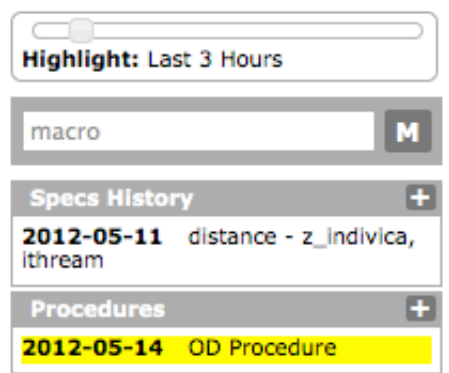 Highlight: Last 3 Hours
macro
M
Specs History +
2012-05-11 distance - z_indivica,
ithream
Procedures +
2012-05-14 OD Procedure